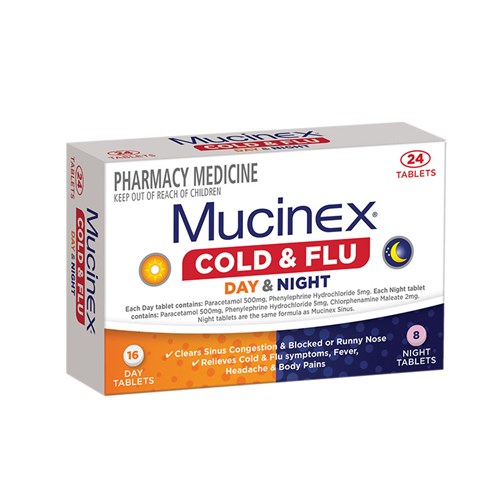 24
TABLETS
PHARMACY MEDICINE
KEEP OUT OF REACH OF CHILDREN
Mucinex®
COLD & FLU
DAY & NIGHT
Each Day tablet contains: Paracetamol 500mg, Phenylephrine Hydrochloride 5mg. Each Night tablet
contains: Paracetamol 500mg, Phenylephrine Hydrochloride 5mg, Chlorphenamine Maleate 2mg.
Night tablets are the same formula as Mucinex Sinus.
16
DAY
TABLETS
✓ Clears Sinus Congestion & Blocked or Runny Nose
✓ Relieves Cold & Flu symptoms, Fever,
Headache & Body Pains
8
NIGHT
TABLETS
24
TABLETS
Mucinex
COLD & FLU
DAY & NIGHT